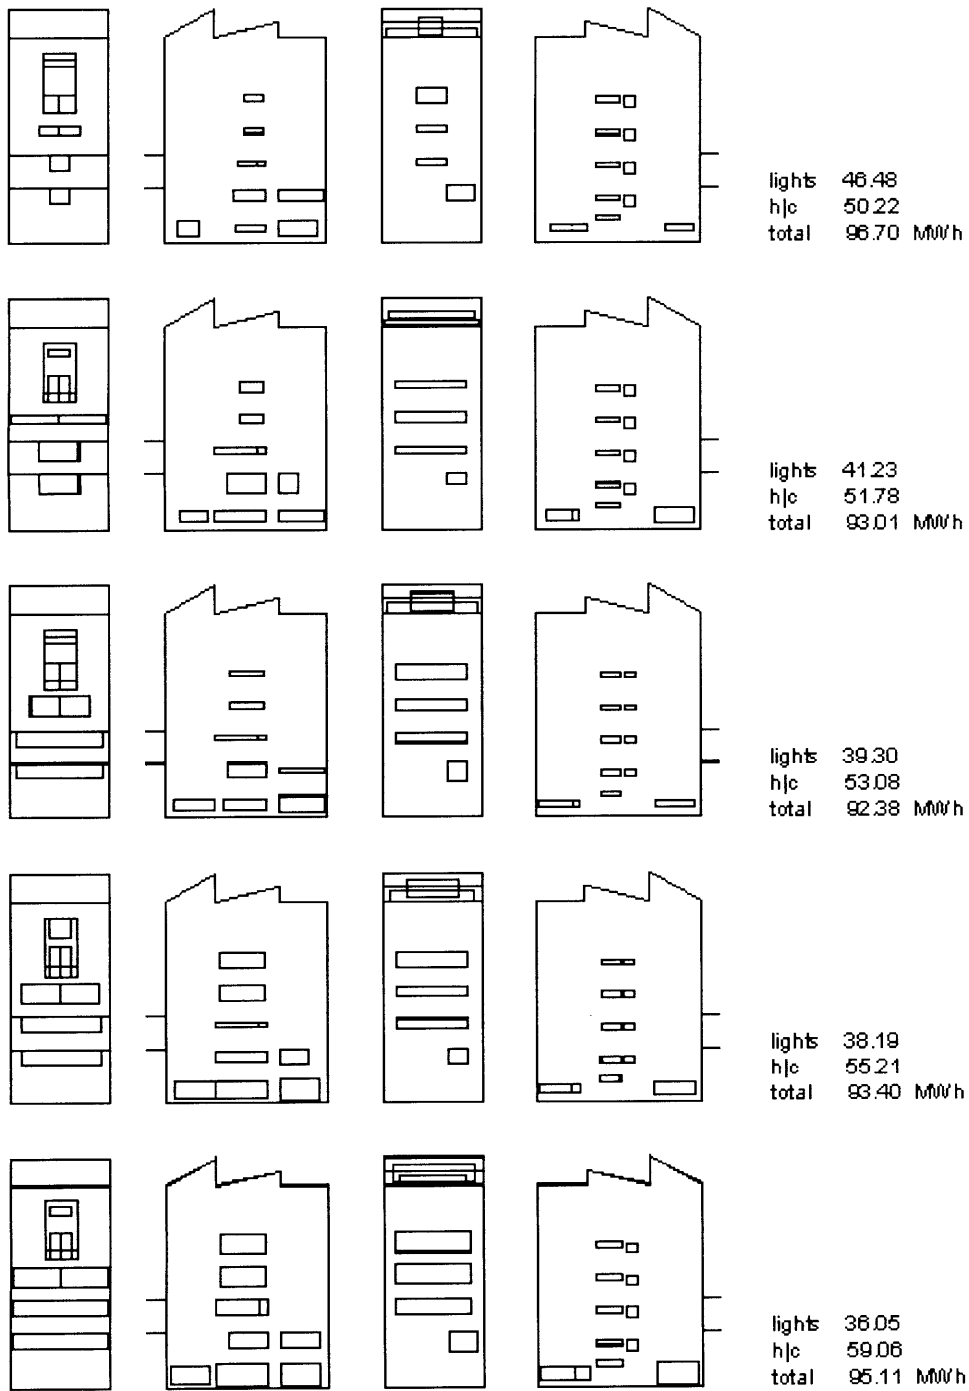 lights 46.48
h|c 50.22
total 96.70 MWh
lights 41.23
h|c 51.78
total 93.01 MWh
lights 39.30
h|c 53.08
total 92.38 MWh
lights 38.19
h|c 55.21
total 93.40 MWh
lights 36.05
h|c 59.06
total 95.11 MWh